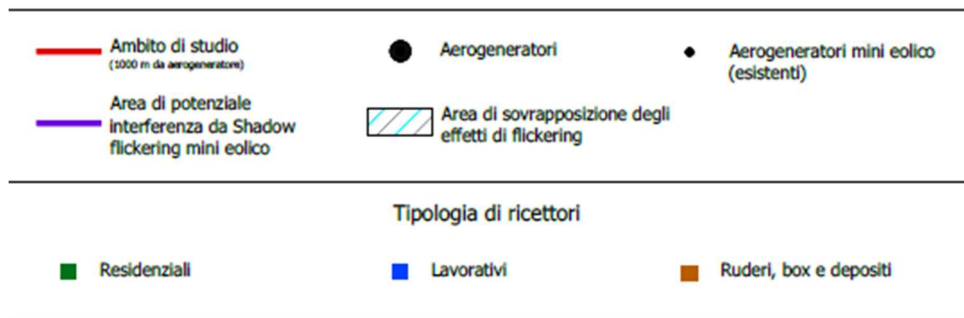 Ambito di studio
(1000 m da aerogeneratore)
Aerogeneratori
Aerogeneratori mini eolico
(esistenti)
Area di potenziale
interferenza da Shadow
flickering mini eolico
Area di sovrapposizione degli
effetti di flickering
Tipologia di ricettori
Residenziali
Lavorativi
Ruderi, box e depositi